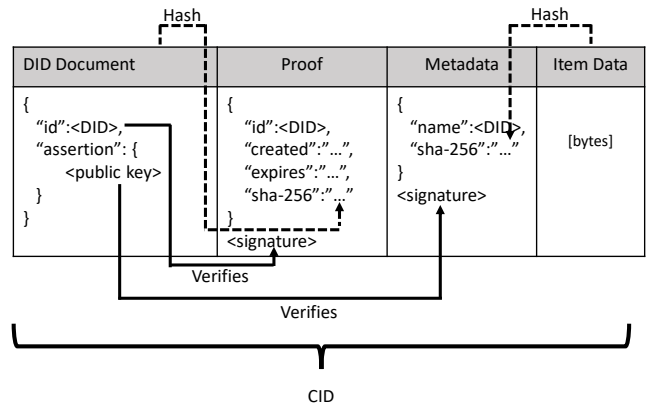 Hash
Hash
DID Document
Proof
Metadata
Item Data
{
“id”:<DID>,
“assertion”: {
<public key>
}
}
{
“id”:<DID>,
“created”:”...”,
“expires”:”...”,
“sha-256”:”...”
}
<signature>
{
“name”:<DID>,
“sha-256”:”...”
}
<signature>
[bytes]
Verifies
Verifies
CID